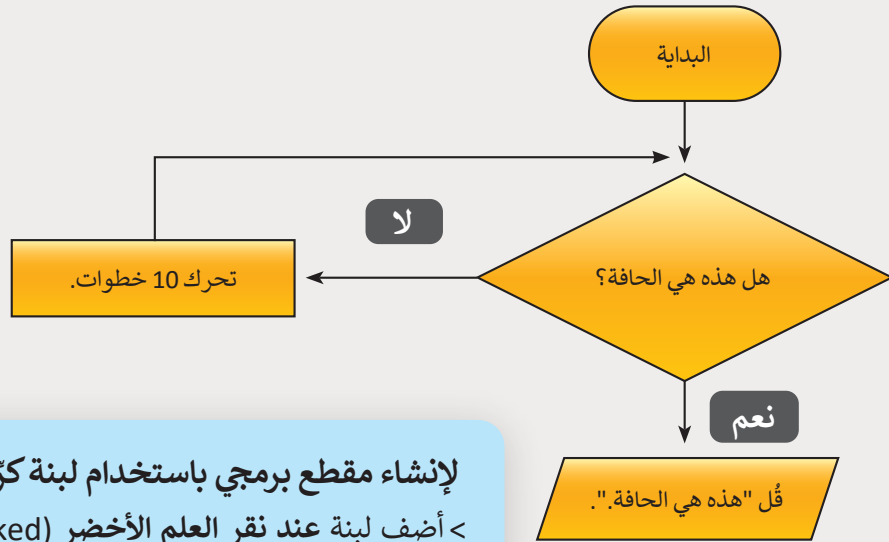 البداية
هل هذه هي الحافة؟
لا
تحرك 10 خطوات.
نعم
قُل "هذه هي الحافة.".
لإنشاء مقطع برمجي باستخدام لبنة
< أضف لبنة عند نقر العلم الأخضر